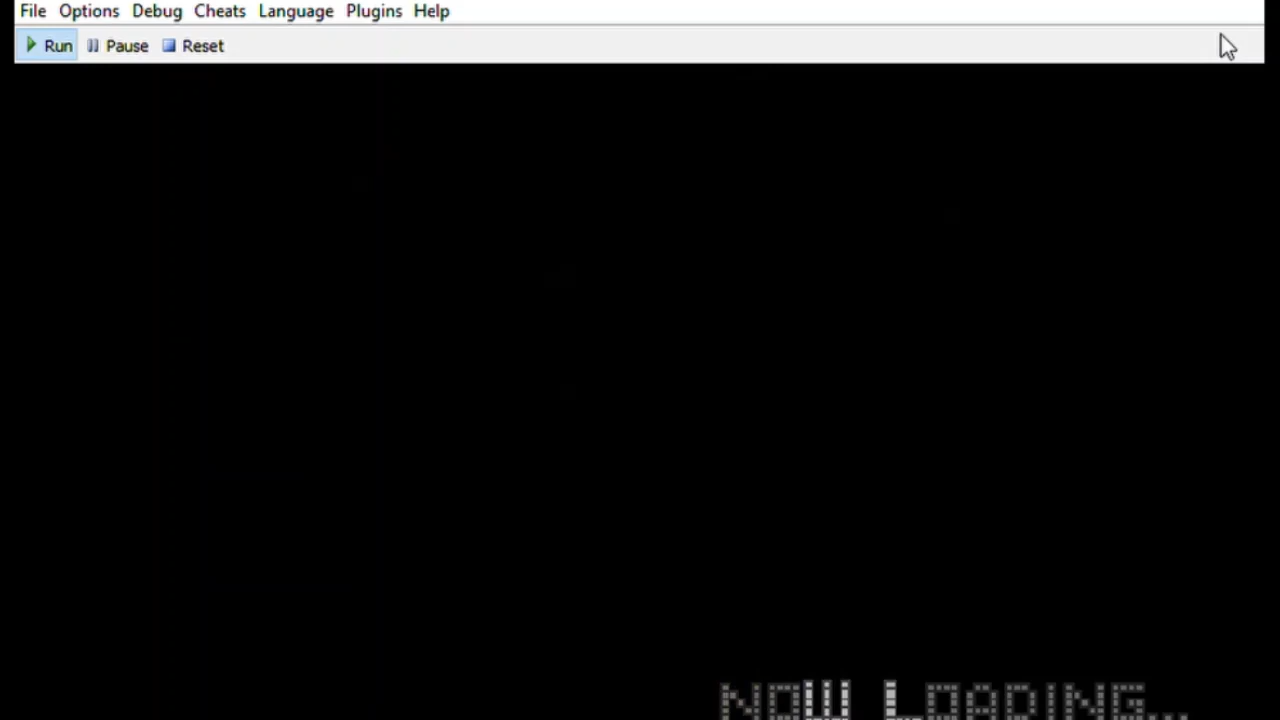 File Options Debug Cheats Language Plugins Help
Run Pause Reset
NOW LOADING...